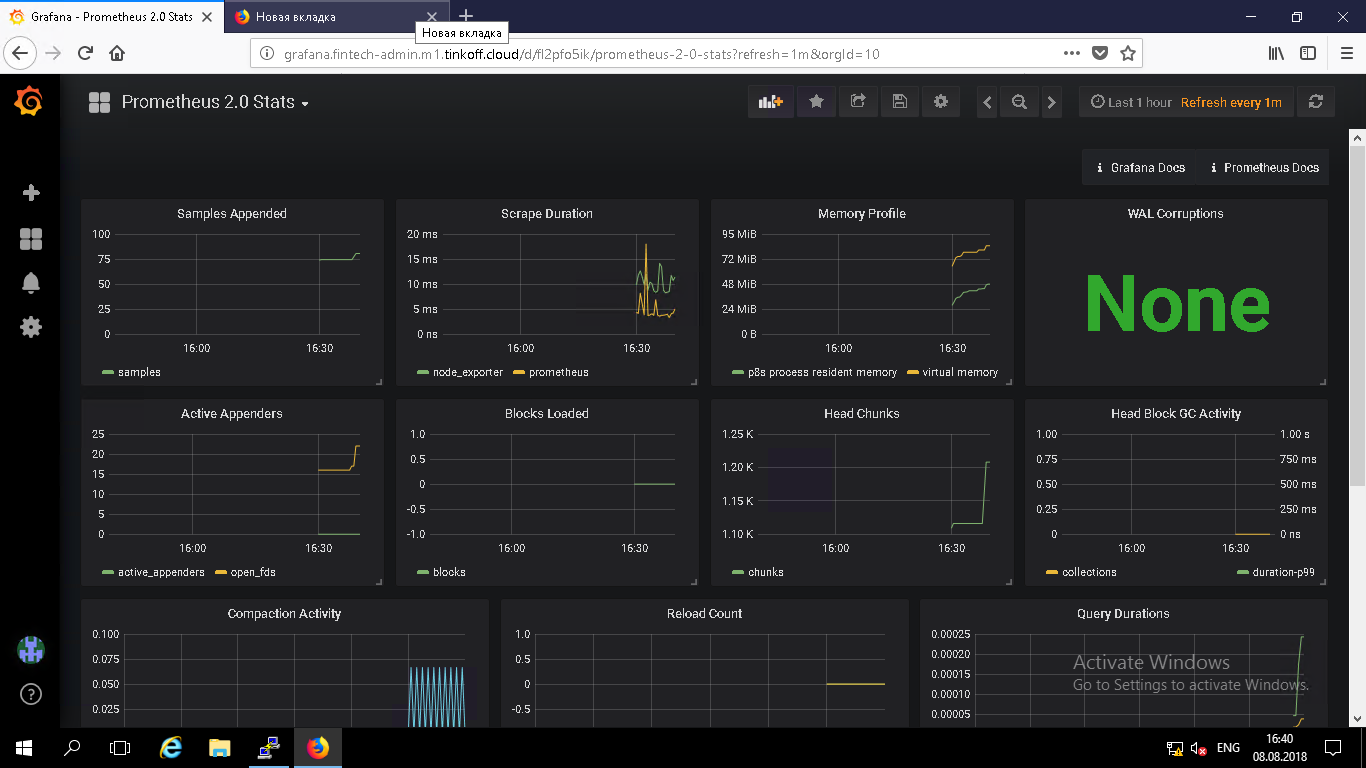 Grafana - Prometheus 2.0 Stats
Новая вкладка
Новая вкладка
grafana.fintech-admin.m1.tinkoff.cloud/d/fl2pfo5ik/prometheus-2-0-stats?refresh=1m&orgId=10
Prometheus 2.0 Stats
Last 1 hour Refresh every 1m
Grafana Docs
Prometheus Docs
Samples Appended
100
75
50
25
0
16:00 16:30
samples
Scrape Duration
20 ms
15 ms
10 ms
5 ms
0 ns
16:00 16:30
node_exporter prometheus
Memory Profile
95 MiB
72 MiB
48 MiB
24 MiB
0 B
16:00 16:30
p8s process resident memory virtual memory
WAL Corruptions
None
Active Appenders
25
20
15
10
5
0
16:00 16:30
active_appenders open_fds
Blocks Loaded
1.0
0.5
0
-0.5
-1.0
16:00 16:30
blocks
Head Chunks
1.25 K
1.20 K
1.15 K
1.10 K
16:00 16:30
chunks
Head Block GC Activity
1.00 1.00 s
0.75 750 ms
0.50 500 ms
0.25 250 ms
0 0 ns
16:00 16:30
collections duration-p99
Compaction Activity
0.100
0.075
0.050
0.025
Reload Count
1.0
0.5
0
-0.5
Query Durations
0.00025
0.00020
0.00015
0.00010
0.00005
Activate Windows
Go to Settings to activate Windows.
ENG
16:40
08.08.2018